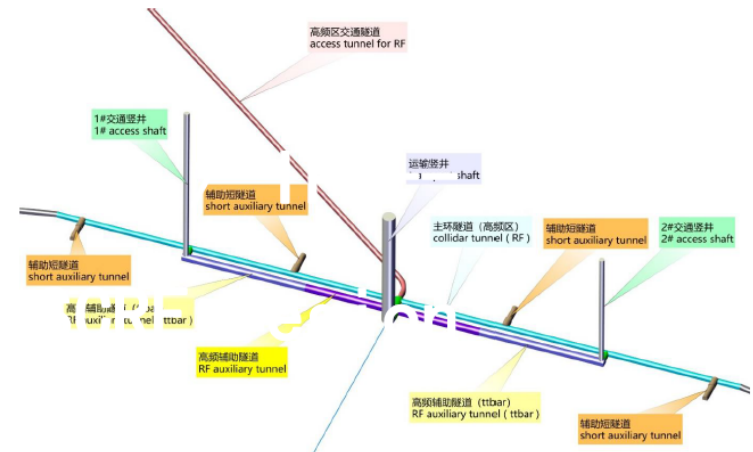 高频区交通隧道
access tunnel for RF
1#交通竖井
1# access shaft
运输竖井
shaft
辅助短隧道
short auxiliary tunnel
主环隧道（高频区）
collidar tunnel ( RF )
辅助短隧道
short auxiliary tunnel
2#交通竖井
2# access shaft
辅助短隧道
short auxiliary tunnel
ttbar )
高频辅助隧道
RF auxiliary tunnel
高频辅助隧道（ttbar）
RF auxiliary tunnel ( ttbar )
辅助短隧道
short auxiliary tunnel